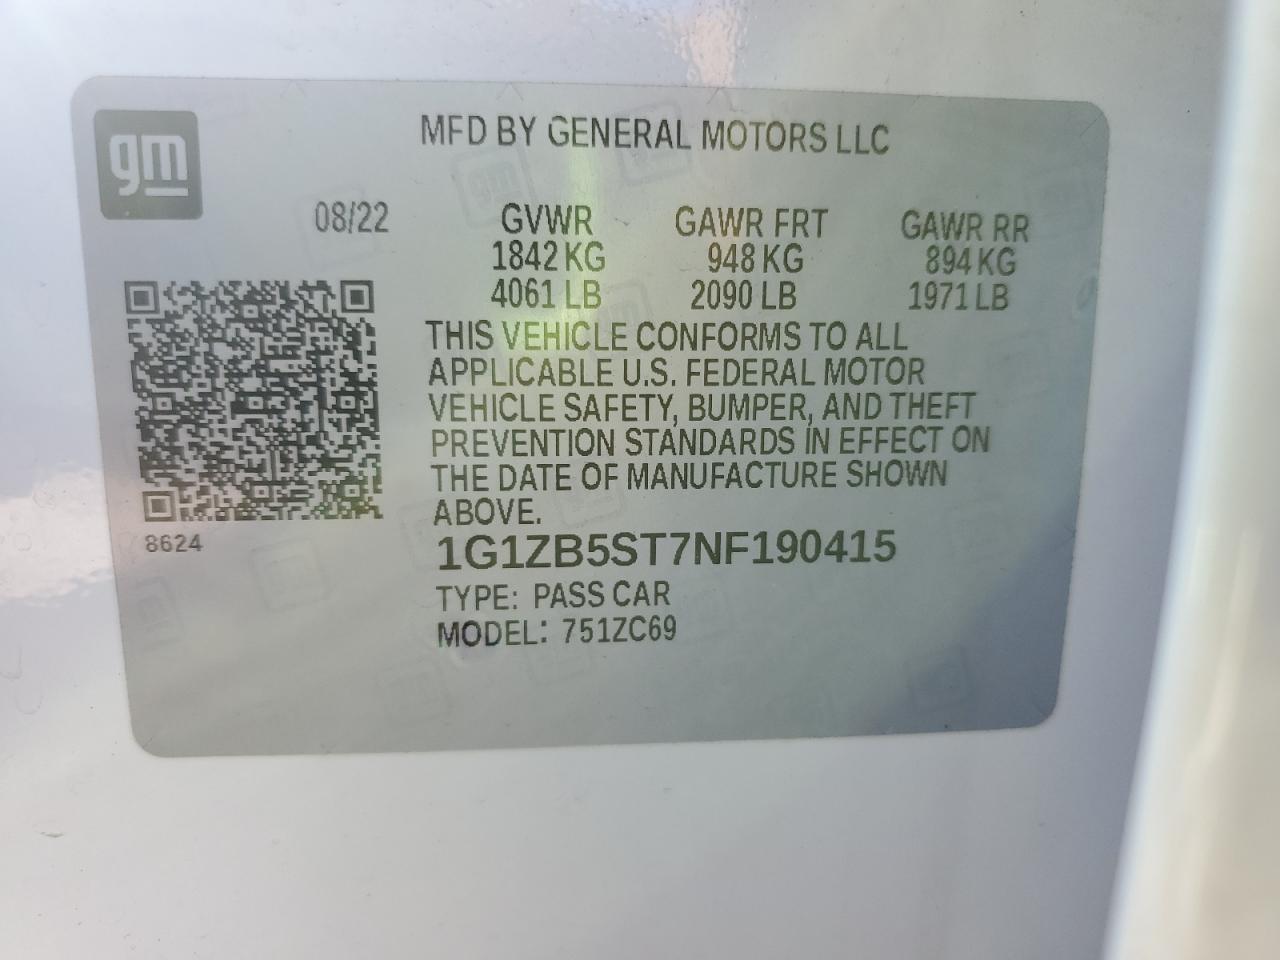 gm
MFD BY GENERAL MOTORS LLC
08/22 GVWR GAWR FRT GAWR RR
1842 KG 948 KG 894 KG
4061 LB 2090 LB 1971 LB
THIS VEHICLE CONFORMS TO ALL
APPLICABLE U.S. FEDERAL MOTOR
VEHICLE SAFETY, BUMPER, AND THEFT
PREVENTION STANDARDS IN EFFECT ON
THE DATE OF MANUFACTURE SHOWN
ABOVE.
8624
1G1ZB5ST7NF190415
TYPE: PASS CAR
MODEL: 751ZC69